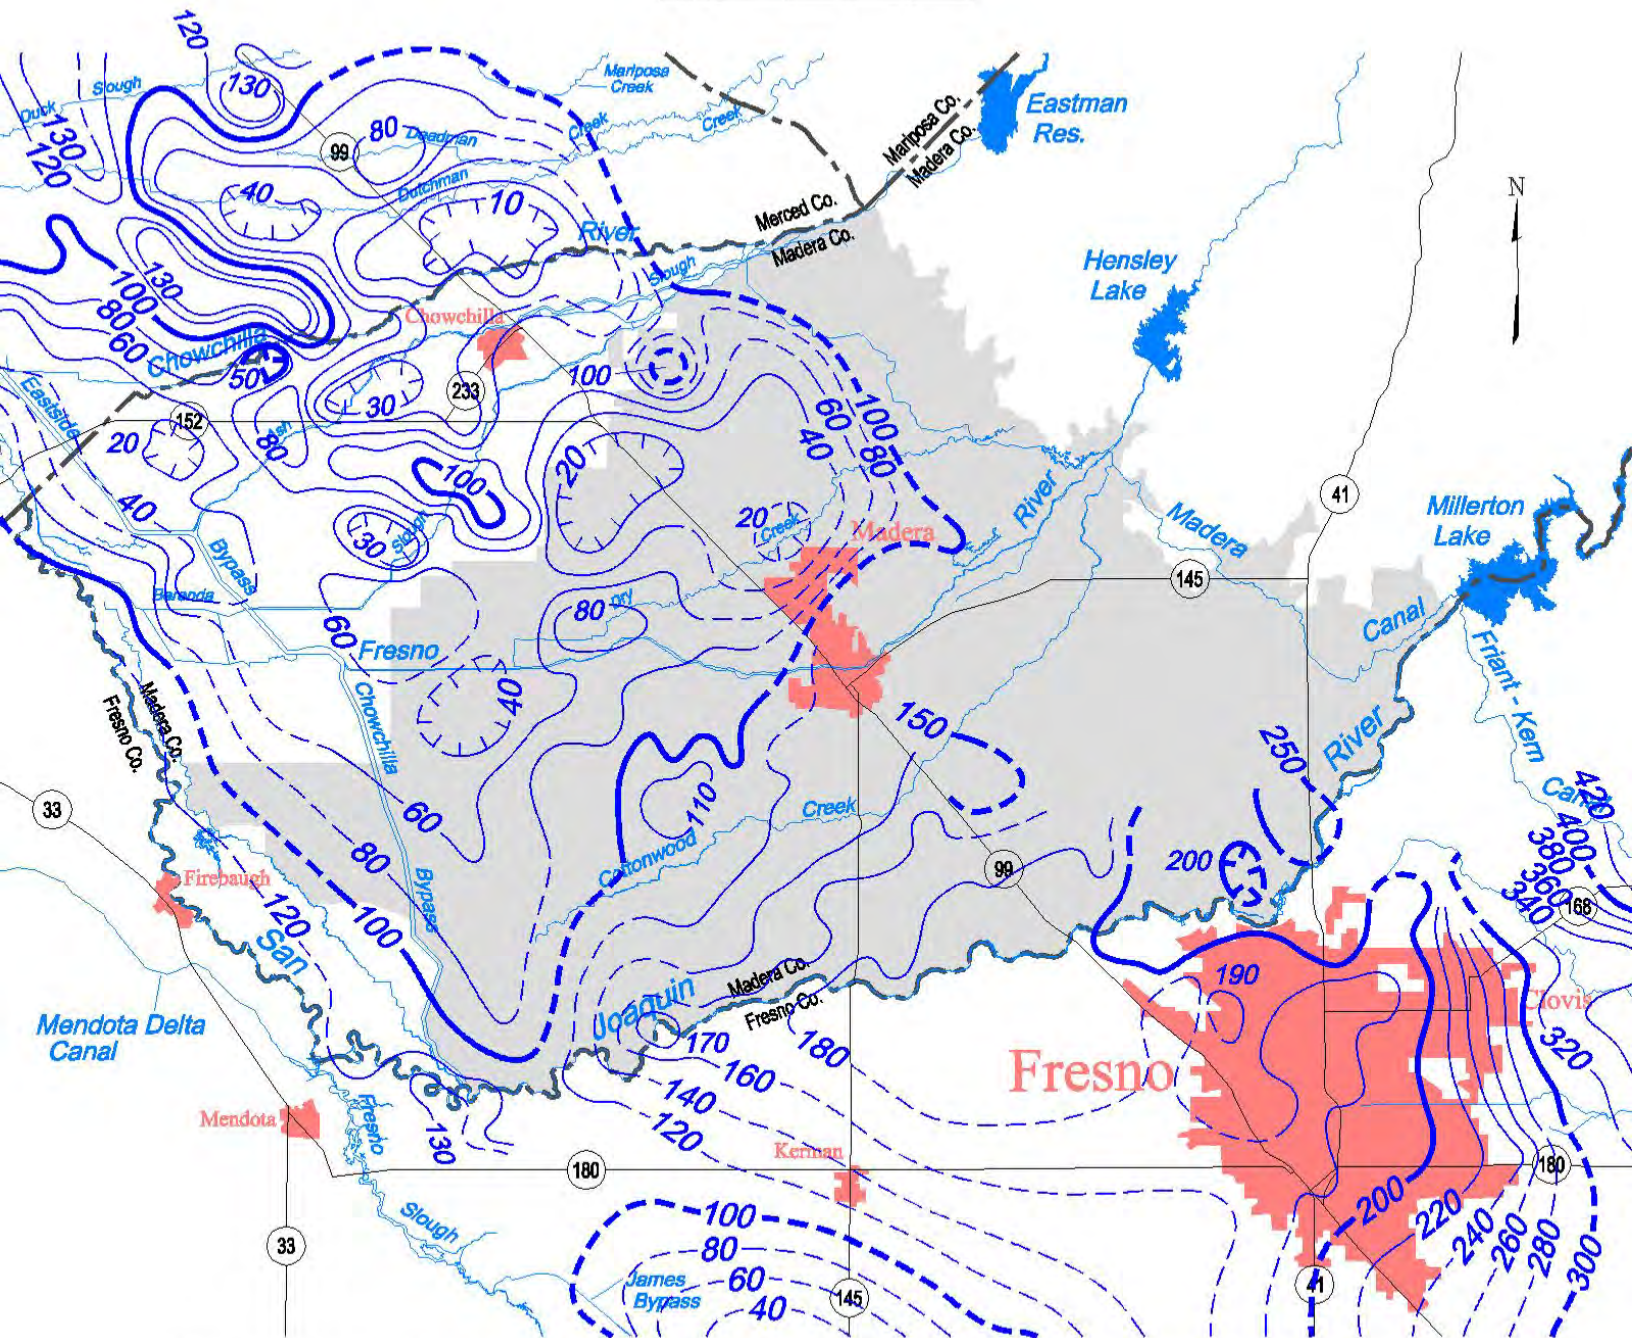 120
130
Duck
Slough
130
120
99
80
Deadman
Creek
Mariposa
Creek
Creek
Dutchman
40
10
River
Mariposa Co.
Madera Co.
Eastman
Res.
Merced Co.
Madera Co.
N
Hensley
Lake
130
100
80
60
Chowchilla
50
Slough
Chowchilla
233
100
30
152
Eastside
20
80
Ash
100
20
60
40
100
80
40
30
Slough
Bypass
20
Creek
Madera
River
Madera
41
Millerton
Lake
145
Canal
Berenda
60
Fresno
80
Dry
40
Madera Co.
Fresno Co.
Chowchilla
150
250
River
Friant - Kern
Canal
33
60
110
Creek
Cottonwood
80
99
200
420
400
380
360
340
168
Firebaugh
120
San
100
Bypass
Joaquin
Madera Co.
Fresno Co.
190
Clovis
Mendota Delta
Canal
170
180
160
140
120
Fresno
320
Mendota
Fresno
130
Kerman
180
180
Slough
33
100
80
60
40
James
Bypass
145
41
200
220
240
260
280
300